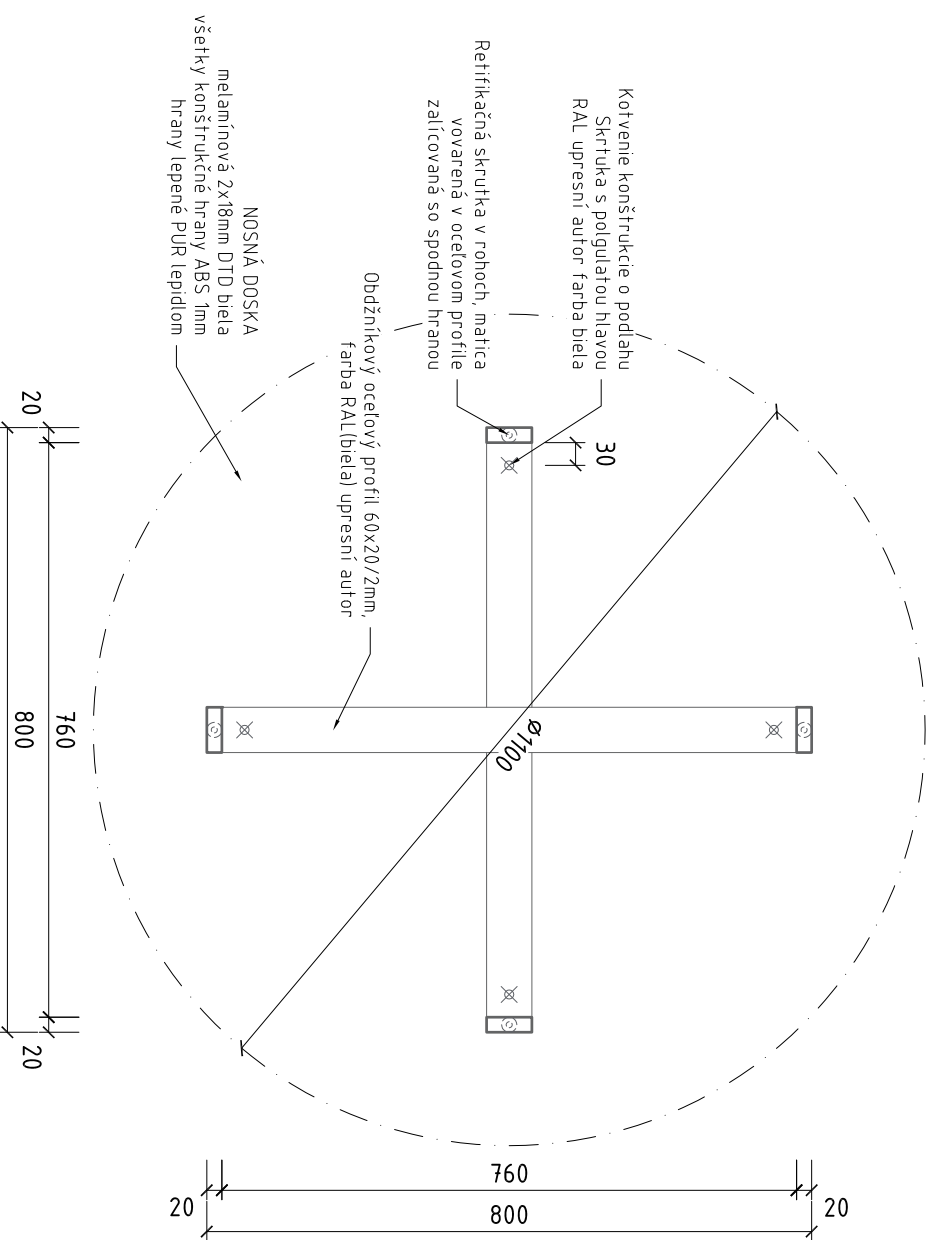 Kotvenie konštrukcie o podlahu
Skrtuka s polgulatou hlavou
RAL upresní autor farba biela
Retifikačná skrutka v rohoch, matica
vovarená v oceľovom profile
zalícovaná so spodnou hranou
Obdžníkový oceľový profil 60x20/2mm,
farba RAL(biela) upresní autor
NOSNÁ DOSKA
melamínová 2x18mm DTD biela
všetky konštrukčné hrany ABS 1mm
hrany lepené PUR lepidlom
30
Ø1100
20
760
20
800
20
760
20
800